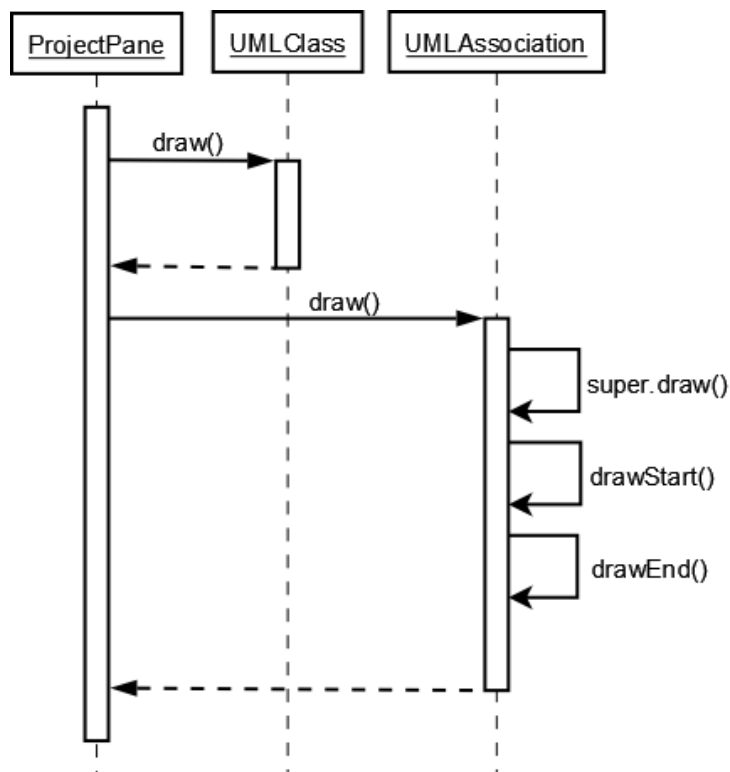 ProjectPane
UMLClass
UMLAssociation
draw()
draw()
super.draw()
drawStart()
drawEnd()